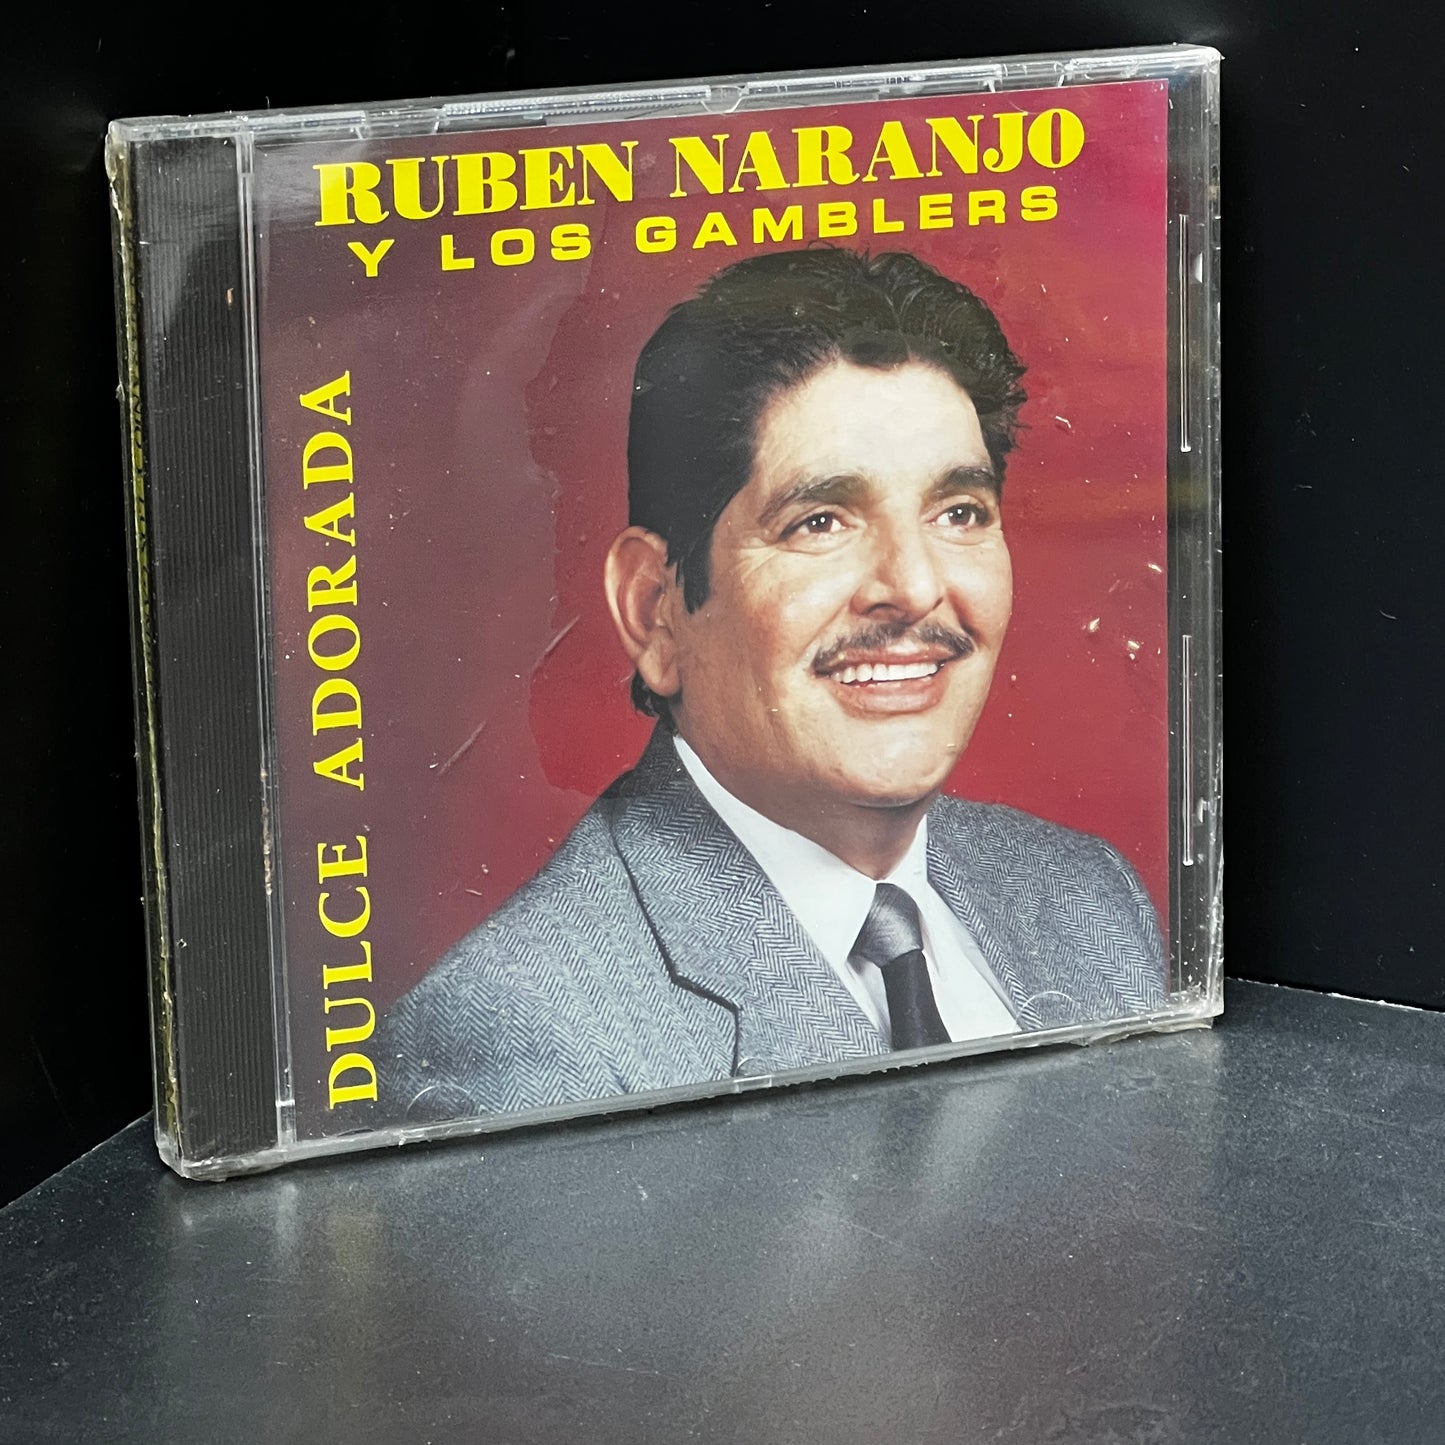 RUBEN NARANJO
Y LOS GAMBLERS
DULCE ADORADA